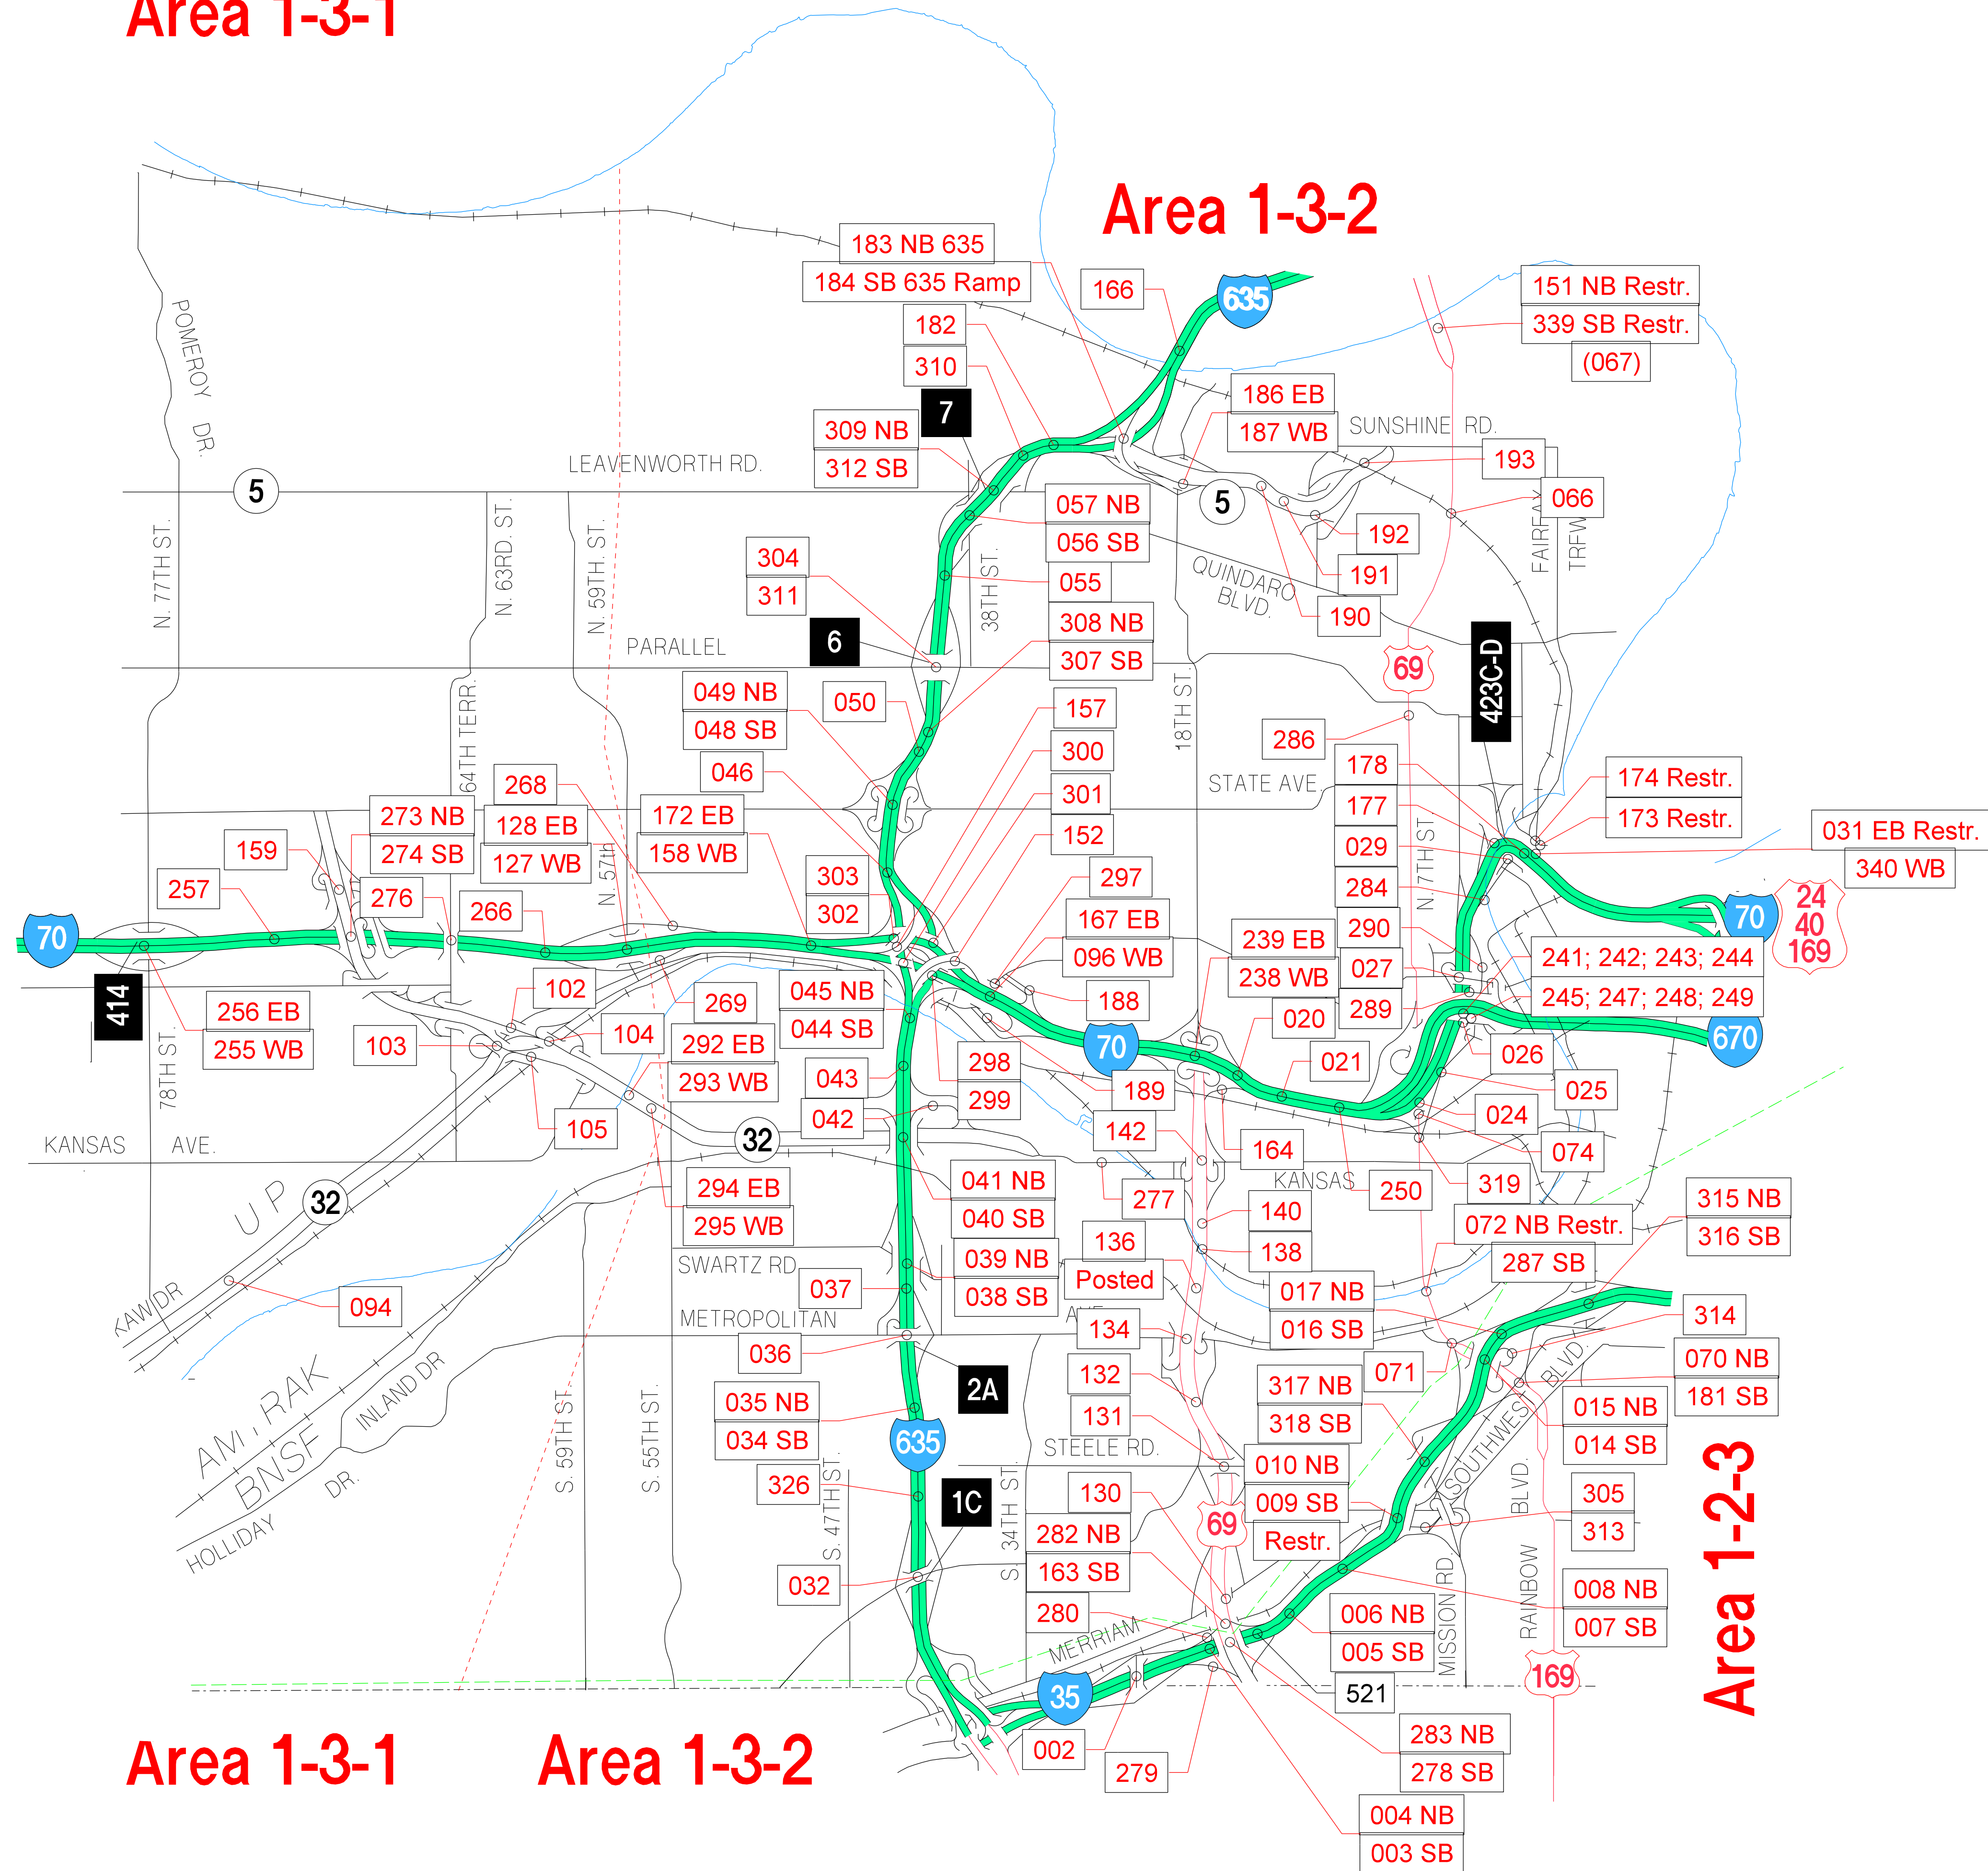 Area 1-3-1
Area 1-3-2
183 NB 635
184 SB 635 Ramp
166
635
151 NB Restr.
339 SB Restr.
(067)
182
310
7
186 EB
187 WB
SUNSHINE RD.
POMEROY DR.
309 NB
312 SB
LEAVENWORTH RD.
193
066
5
5
057 NB
056 SB
192
191
190
FAIRFAX
TRFW
N. 77TH ST.
N. 63RD. ST.
N. 59TH. ST.
304
311
055
38TH ST.
QUINDARO
BLVD.
308 NB
307 SB
PARALLEL
6
69
423C-D
049 NB
048 SB
050
157
18TH ST.
286
64TH TERR.
046
300
178
STATE AVE.
174 Restr.
173 Restr.
268
301
177
273 NB
274 SB
128 EB
127 WB
172 EB
158 WB
152
029
N. 7TH ST.
031 EB Restr.
340 WB
159
257
276
266
N. 57th
303
302
297
284
24
40
169
70
70
167 EB
096 WB
239 EB
238 WB
290
027
289
241; 242; 243; 244
245; 247; 248; 249
414
102
269
045 NB
044 SB
188
020
670
256 EB
255 WB
103
104
292 EB
293 WB
70
021
026
78TH ST.
043
298
299
189
025
024
042
105
142
164
074
KANSAS AVE.
32
32
U P
294 EB
295 WB
041 NB
040 SB
277
KANSAS
250
319
140
138
072 NB Restr.
287 SB
315 NB
316 SB
136
Posted
SWARTZ RD
039 NB
038 SB
037
017 NB
016 SB
094
KAW DR
METROPOLITAN
134
314
036
071
070 NB
181 SB
2A
132
317 NB
318 SB
BLVD.
035 NB
034 SB
131
015 NB
014 SB
INLAND DR
BNSF
635
STEELE RD.
SOUTHWEST
Area 1-2-3
S. 59TH ST.
S. 55TH ST.
S. 47TH ST.
S. 34TH ST.
010 NB
009 SB
Restr.
326
1C
130
BLVD.
305
313
HOLLIDAY
DR.
282 NB
163 SB
69
032
280
MERRIAM
MISSION RD.
RAINBOW
008 NB
007 SB
006 NB
005 SB
169
35
521
Area 1-3-1
Area 1-3-2
002
279
283 NB
278 SB
004 NB
003 SB